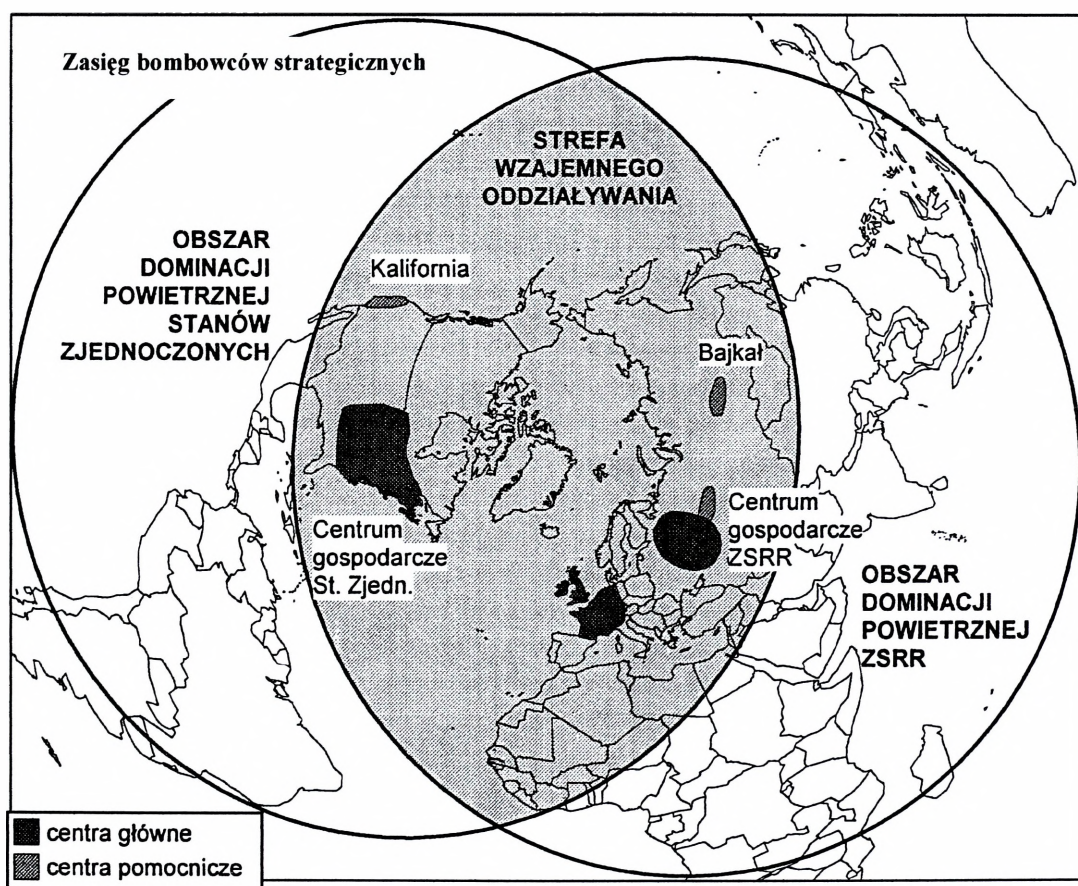 Zasięg bombowców strategicznych
STREFA
WZAJEMNEGO
ODDZIAŁYWANIA
OBSZAR
DOMINACJI
POWIETRZNEJ
STANÓW
ZJEDNOCZONYCH
Kalifornia
Bajkał
Centrum
gospodarcze
St. Zjedn.
Centrum
gospodarcze
ZSRR
OBSZAR
DOMINACJI
POWIETRZNEJ
ZSRR
centra główne
centra pomocnicze